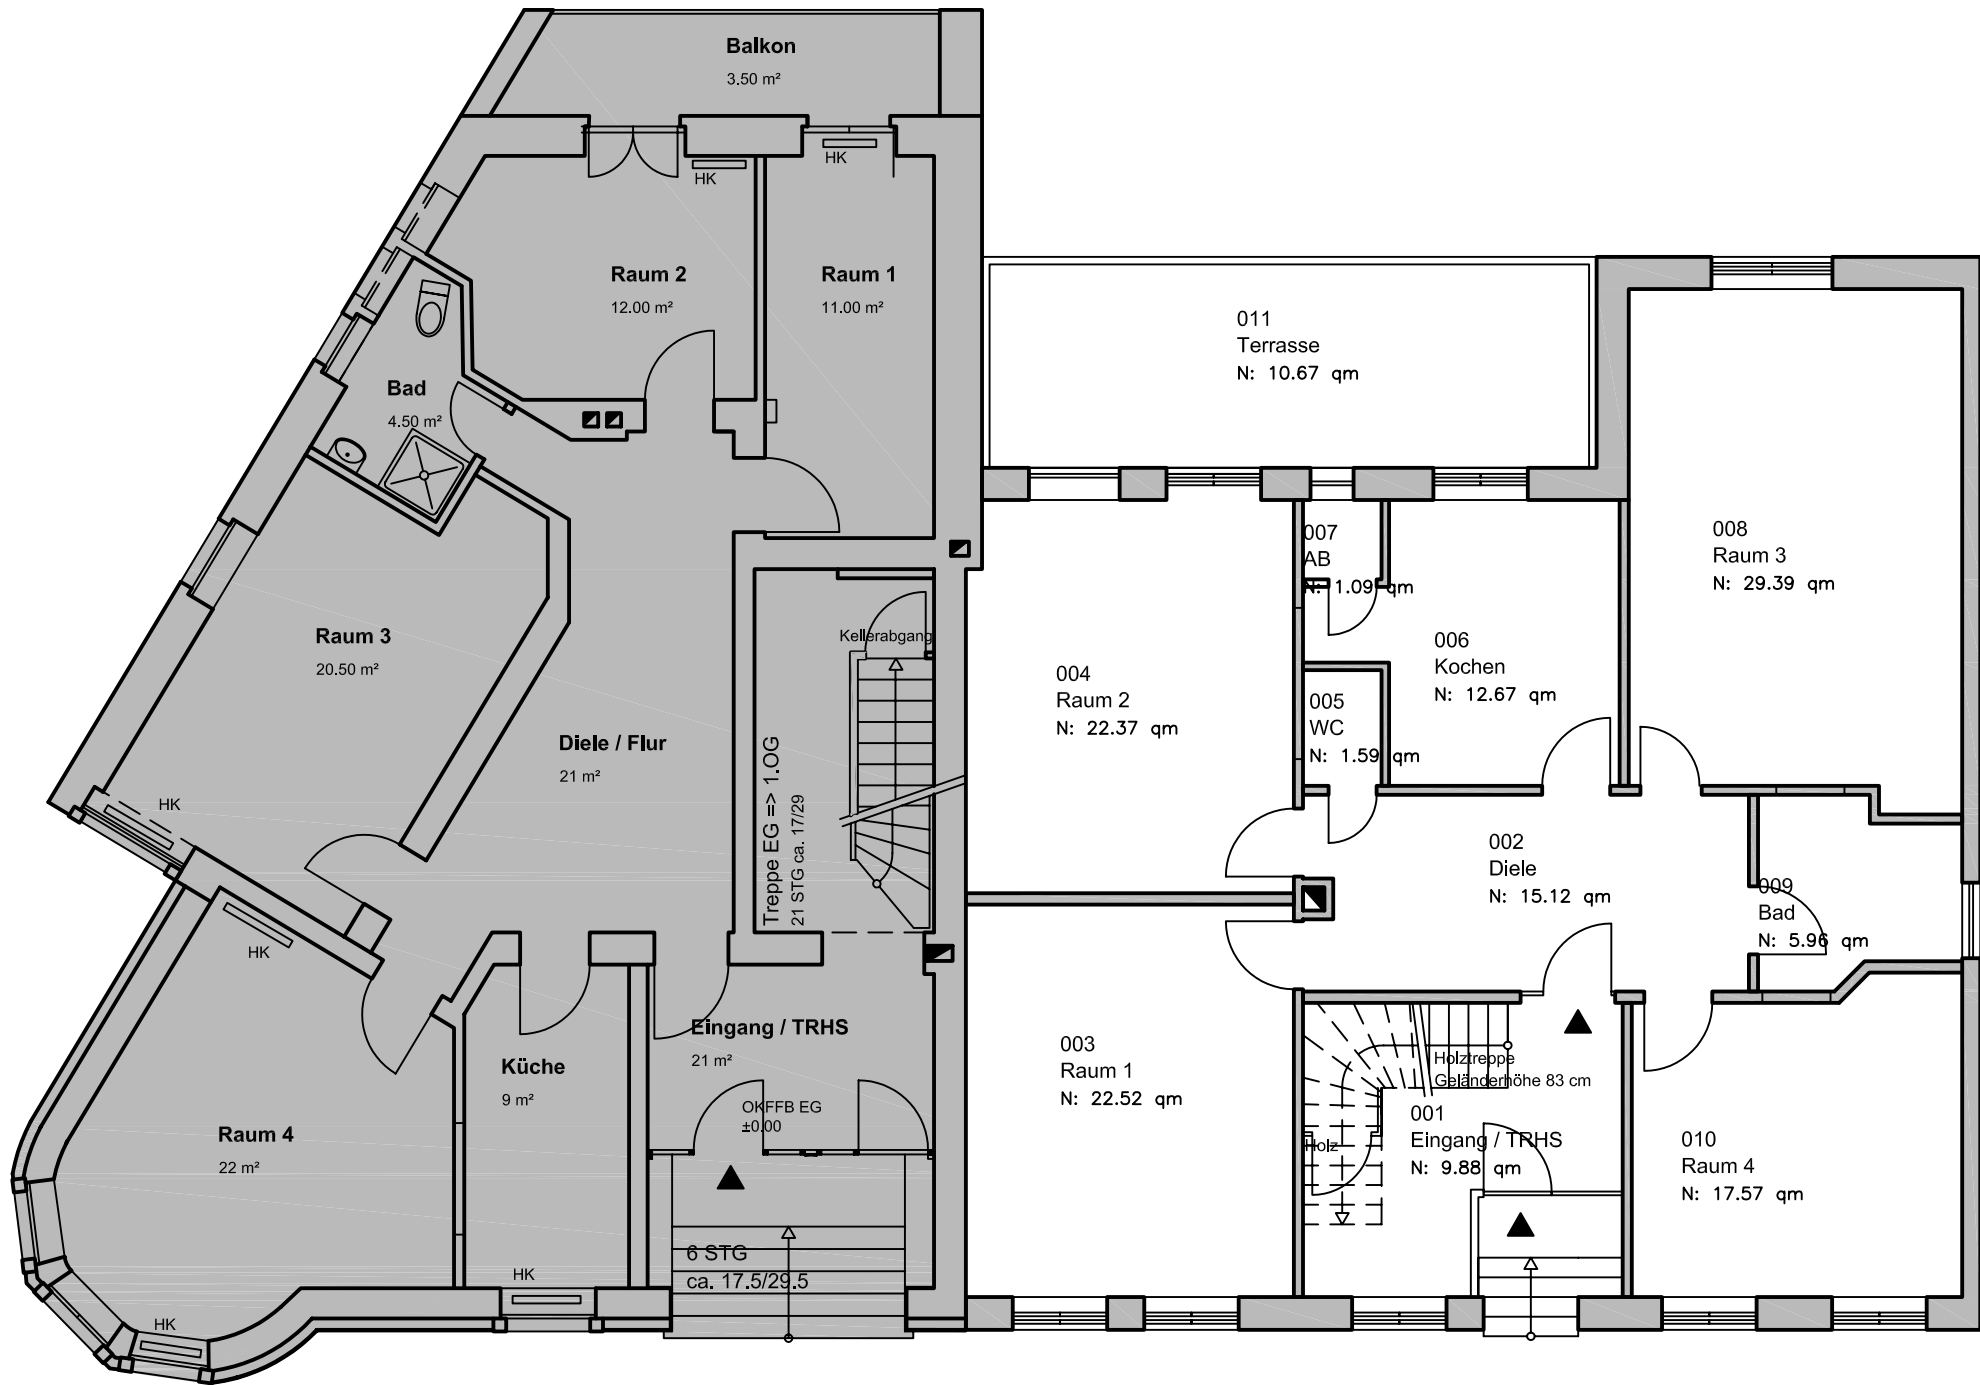 Balkon
3.50 m²
HK
HK
Raum 2
12.00 m²
Raum 1
11.00 m²
Bad
4.50 m²
Raum 3
20.50 m²
HK
Diele / Flur
21 m²
Kellerabgang
Treppe EG => 1.OG
21 STG ca. 17/29
HK
Raum 4
22 m²
HK
Küche
9 m²
HK
Eingang / TRHS
21 m²
OKFFB EG
±0.00
6 STG
ca. 17.5/29.5
011
Terrasse
N: 10.67 qm
007
AB
N: 1.09 qm
008
Raum 3
N: 29.39 qm
006
Kochen
N: 12.67 qm
004
Raum 2
N: 22.37 qm
005
WC
N: 1.59 qm
002
Diele
N: 15.12 qm
009
Bad
N: 5.96 qm
003
Raum 1
N: 22.52 qm
Holztreppe
Geländerhöhe 83 cm
Holz
001
Eingang / TRHS
N: 9.88 qm
010
Raum 4
N: 17.57 qm